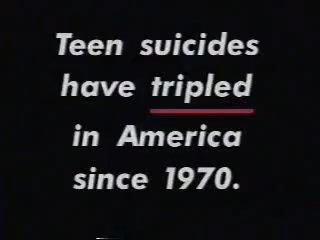 Teen suicides
have tripled
in America
since 1970.